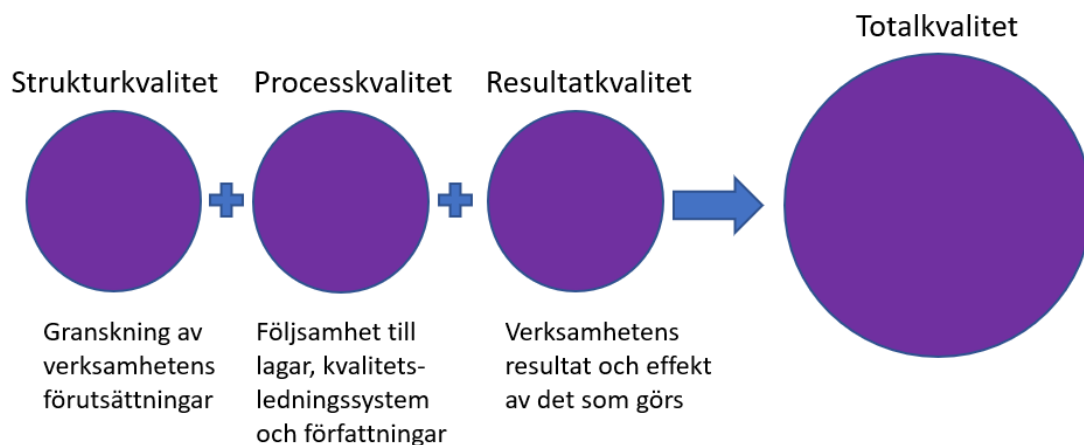 Totalkvalitet
Strukturkvalitet
Processkvalitet
Resultatkvalitet
Granskning av
verksamhetens
förutsättningar
Följsamhet till
lagar, kvalitets-
ledningssystem
och författningar
Verksamhetens
resultat och effekt
av det som görs